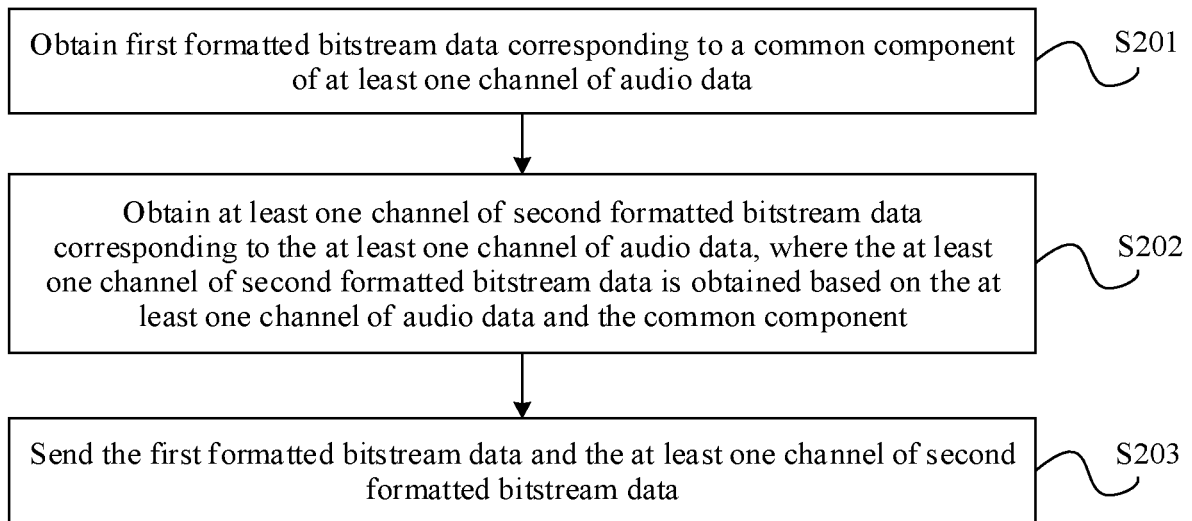 Obtain first formatted bitstream data corresponding to a common component
of at least one channel of audio data
S201
Obtain at least one channel of second formatted bitstream data
corresponding to the at least one channel of audio data, where the at least
one channel of second formatted bitstream data is obtained based on the at
least one channel of audio data and the common component
S202
Send the first formatted bitstream data and the at least one channel of second
formatted bitstream data
S203